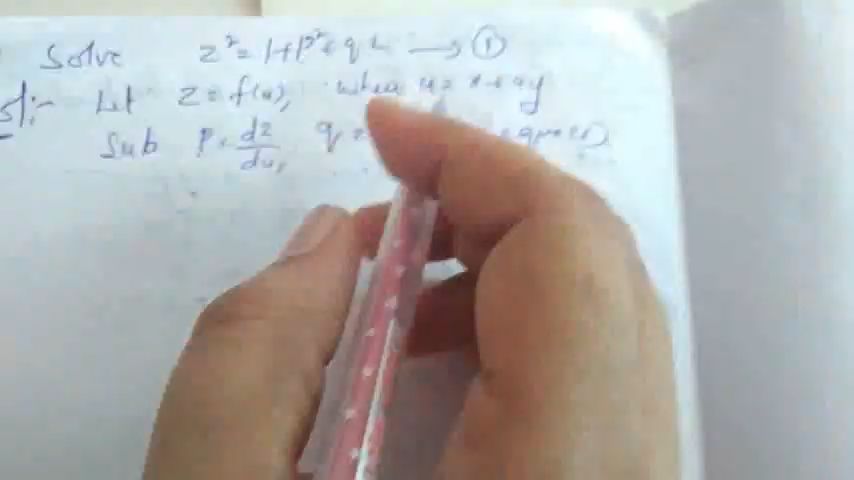 Solve z² = 1+p²+q² → ①
Sol:- Let z = f(u), where u = x+ay
Sub p = dz/du, q =